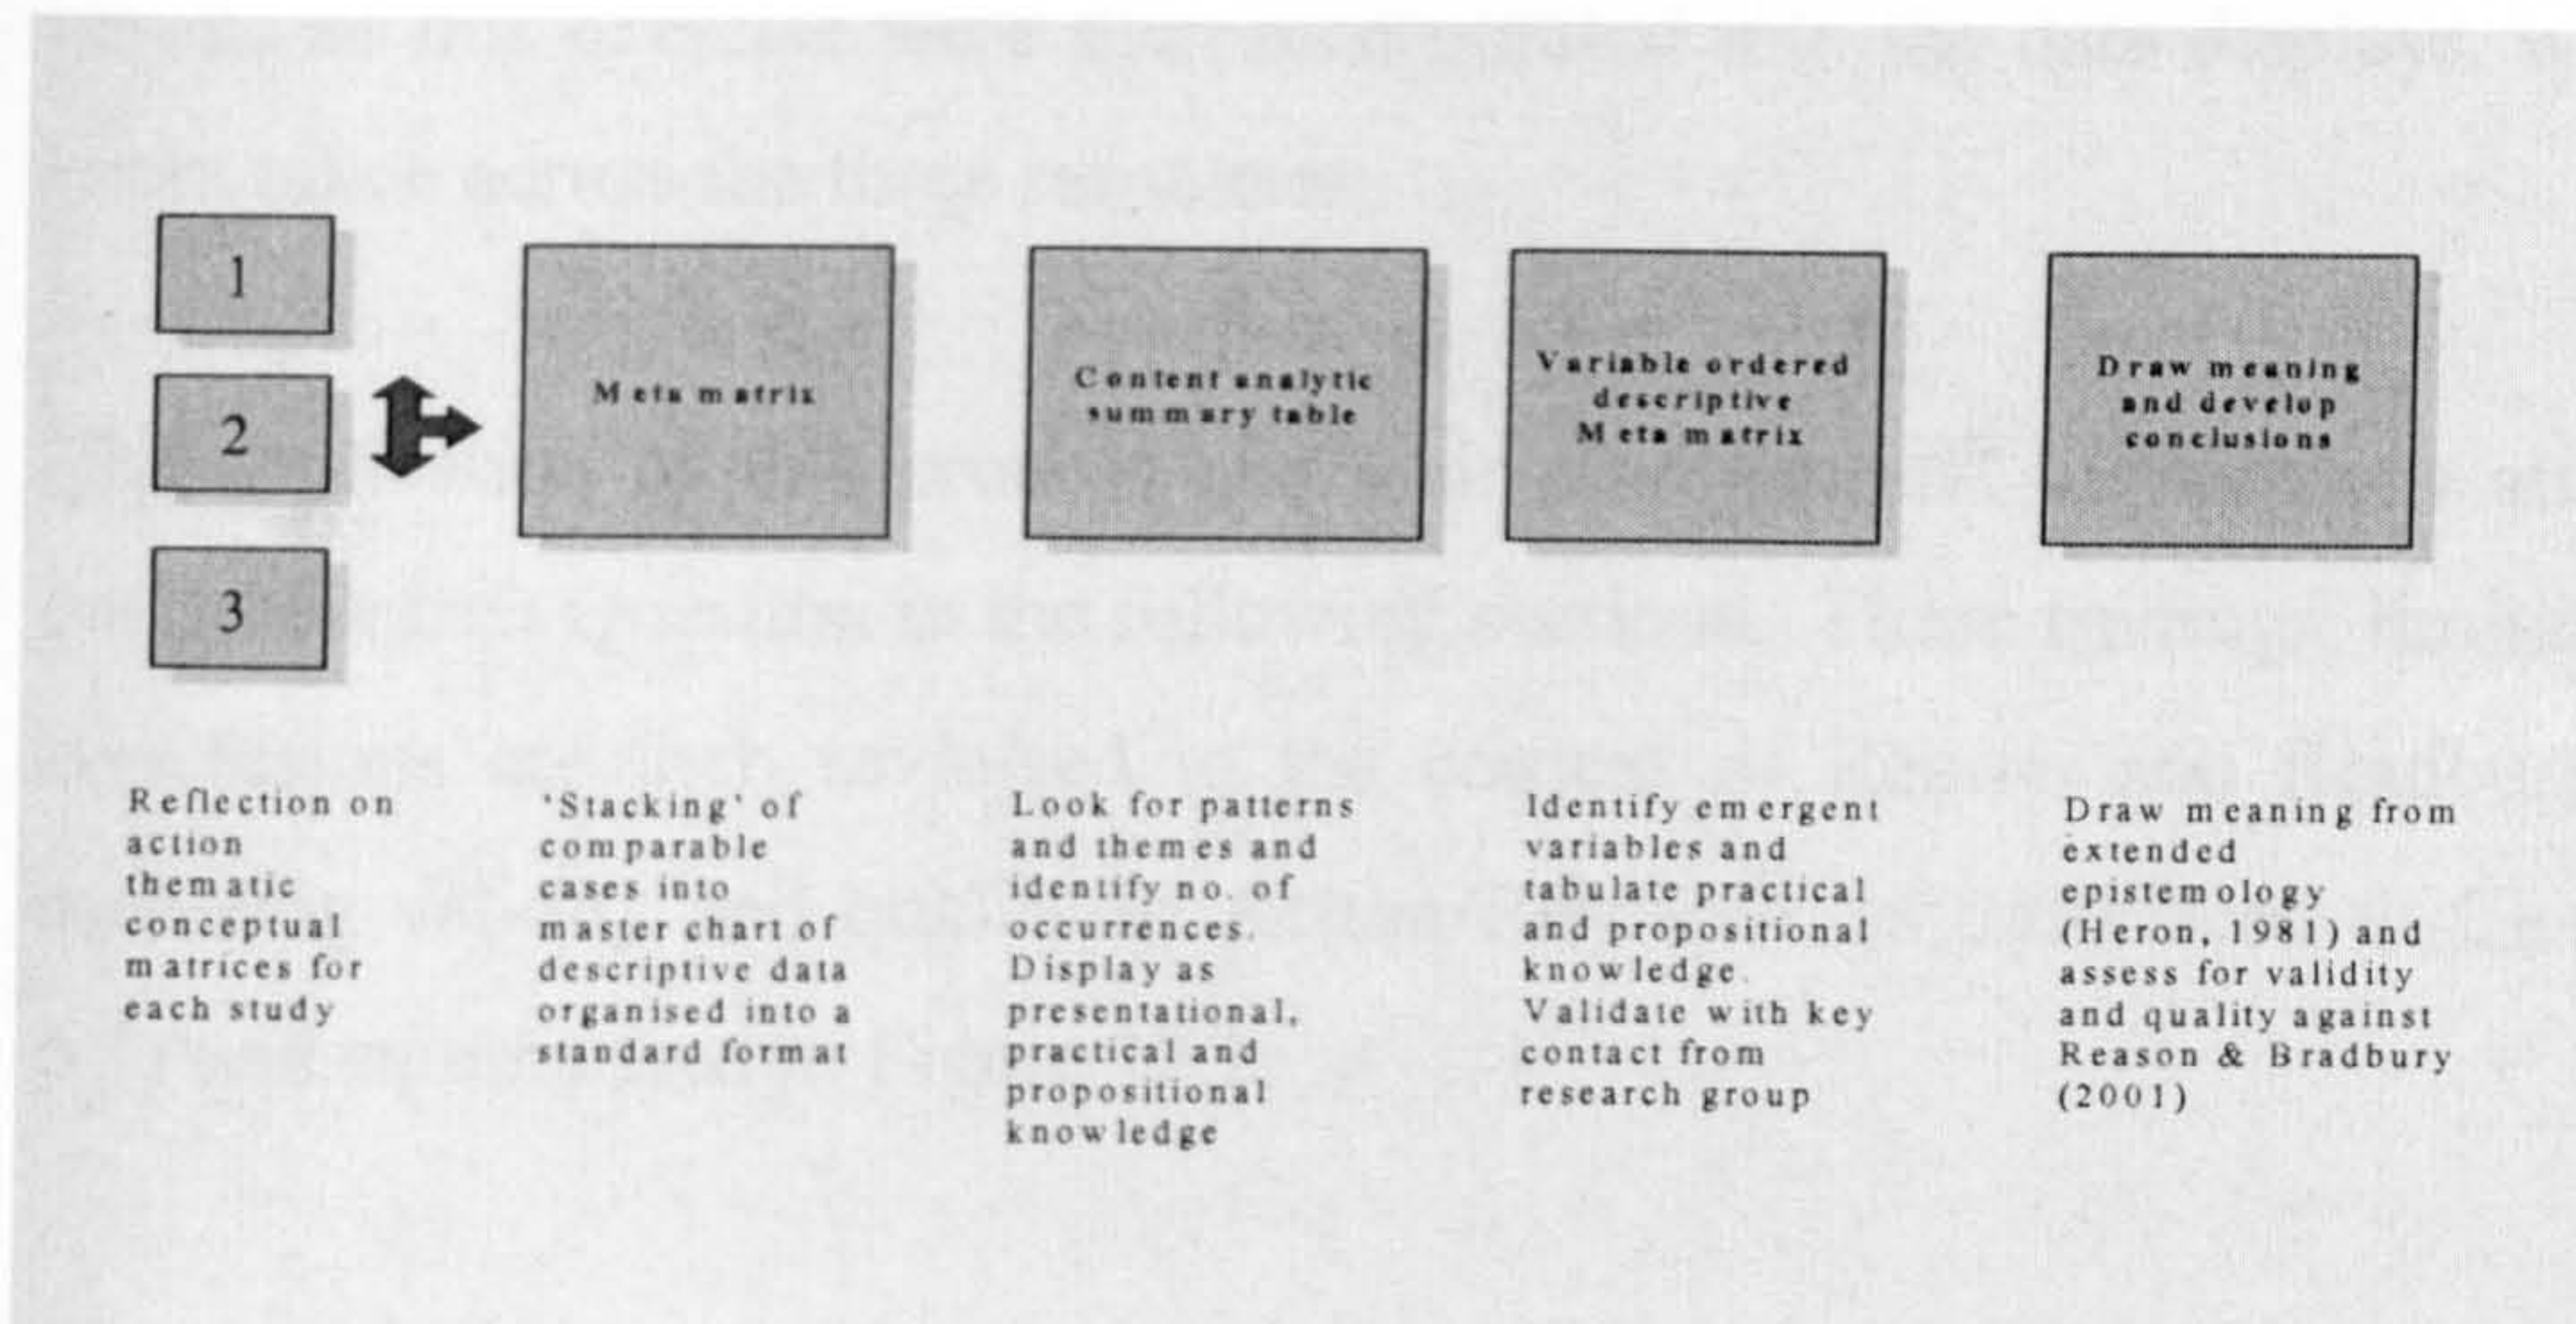 1
2
3
Meta matrix
Content analytic
summary table
Variable ordered
descriptive
Meta matrix
Draw meaning
and develop
conclusions
Reflection on
action
thematic
conceptual
matrices for
each study
'Stacking' of
comparable
cases into
master chart of
descriptive data
organised into a
standard format
Look for patterns
and themes and
identify no. of
occurrences.
Display as
presentational,
practical and
propositional
knowledge
Identify emergent
variables and
tabulate practical
and propositional
knowledge.
Validate with key
contact from
research group
Draw meaning from
extended
epistemology
(Heron, 1981) and
assess for validity
and quality against
Reason & Bradbury
(2001)